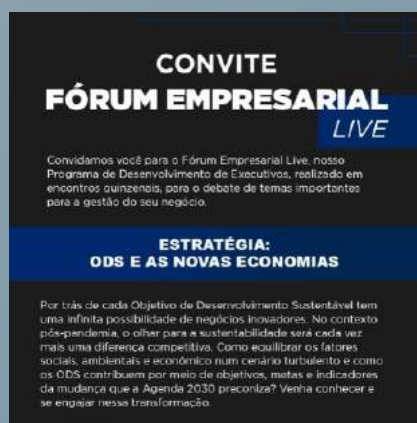 CONVITE
FÓRUM EMPRESARIAL
LIVE
Convidamos você para o Fórum Empresarial Live, nosso
Programa de Desenvolvimento de Executivos, realizado em
encontros quinzenais, para o debate de temas importantes
para a gestão do seu negócio.
ESTRATÉGIA:
ODS E AS NOVAS ECONOMIAS
Por trás de cada Objetivo de Desenvolvimento Sustentável tem
uma infinita possibilidade de negócios inovadores. No contexto
pós-pandemia, o olhar para a sustentabilidade será cada vez
mais uma diferença competitiva. Como equilibrar os fatores
sociais, ambientais e econômico num cenário turbulento e como
os ODS contribuem por meio de objetivos, metas e indicadores
da mudança que a Agenda 2030 preconiza? Venha conhecer e
se engajar nessa transformação.